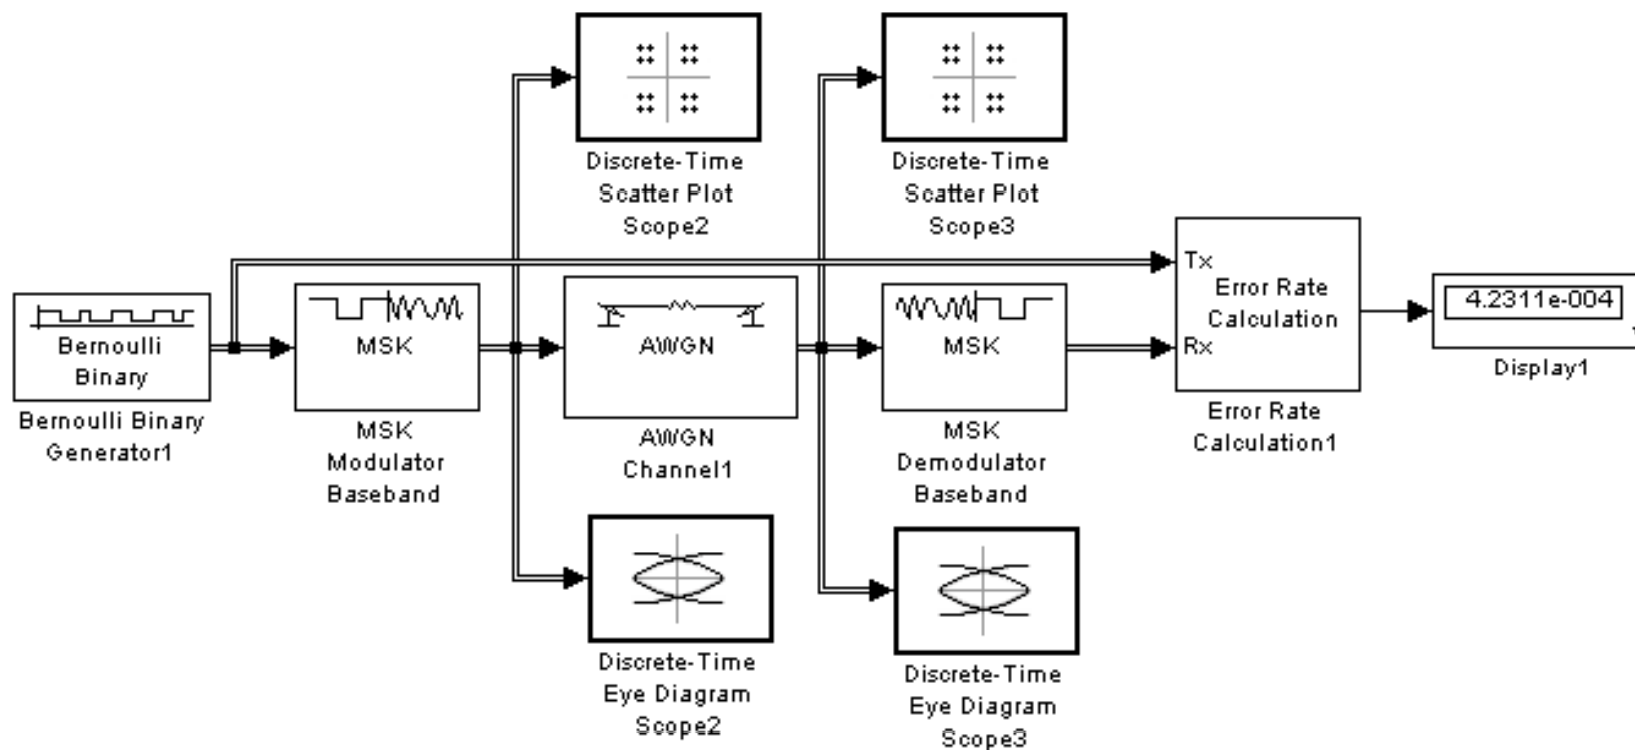 Discrete-Time
Scatter Plot
Scope2
Discrete-Time
Scatter Plot
Scope3
Bernoulli
Binary
Bernoulli Binary
Generator1
MSK
MSK
Modulator
Baseband
AWGN
AWGN
Channel1
MSK
MSK
Demodulator
Baseband
Tx
Error Rate
Calculation
Rx
Error Rate
Calculation1
4.2311e-004
Display1
Discrete-Time
Eye Diagram
Scope2
Discrete-Time
Eye Diagram
Scope3